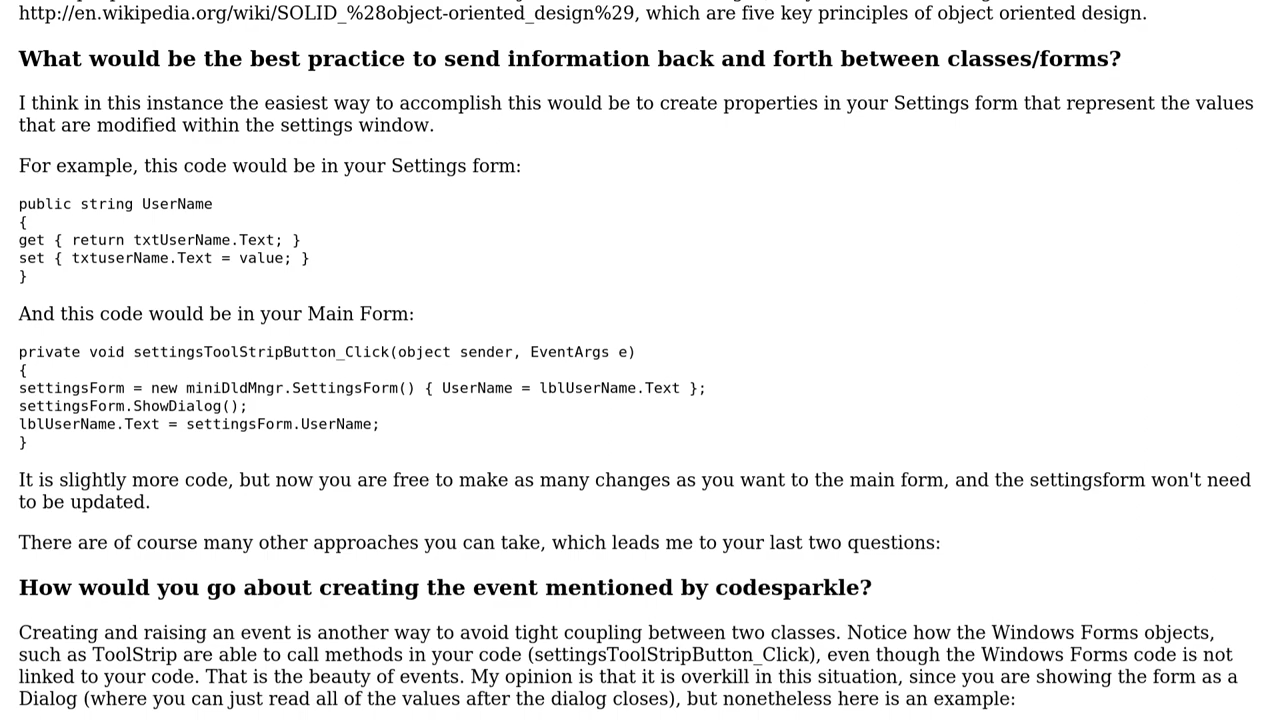 http://en.wikipedia.org/wiki/SOLID_%28object-oriented_design%29, which are five key principles of object oriented design.
What would be the best practice to send information back and forth between classes/forms?
I think in this instance the easiest way to accomplish this would be to create properties in your Settings form that represent the values
that are modified within the settings window.
For example, this code would be in your Settings form:
public string UserName
{
get { return txtUserName.Text; }
set { txtuserName.Text = value; }
}
And this code would be in your Main Form:
private void settingsToolStripButton_Click(object sender, EventArgs e)
{
settingsForm = new miniDldMngr.SettingsForm() { UserName = lblUserName.Text };
settingsForm.ShowDialog();
lblUserName.Text = settingsForm.UserName;
}
It is slightly more code, but now you are free to make as many changes as you want to the main form, and the settingsform won't need
to be updated.
There are of course many other approaches you can take, which leads me to your last two questions:
How would you go about creating the event mentioned by codesparkle?
Creating and raising an event is another way to avoid tight coupling between two classes. Notice how the Windows Forms objects,
such as ToolStrip are able to call methods in your code (settingsToolStripButton_Click), even though the Windows Forms code is not
linked to your code. That is the beauty of events. My opinion is that it is overkill in this situation, since you are showing the form as a
Dialog (where you can just read all of the values after the dialog closes), but nonetheless here is an example: